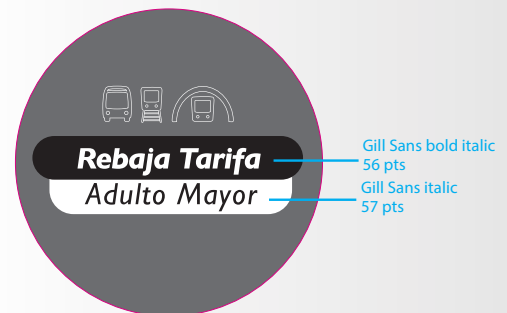 Rebaja Tarifa
Adulto Mayor
Gill Sans bold italic
56 pts
Gill Sans italic
57 pts